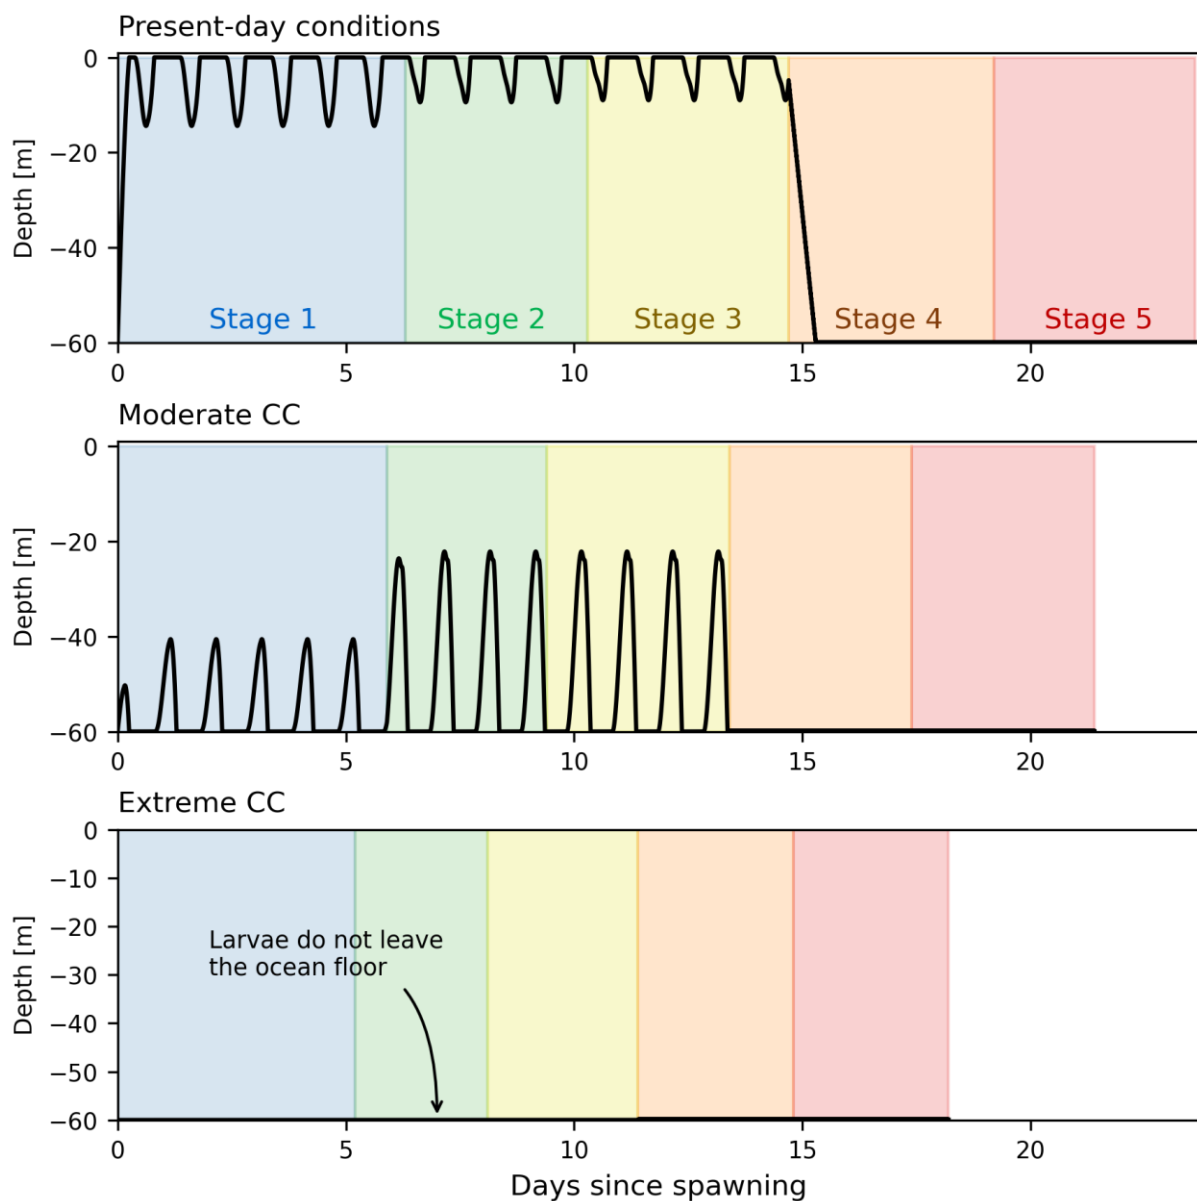 Present-day conditions
0
−20
−40
−60
Depth [m]
Stage 1
Stage 2
Stage 3
Stage 4
Stage 5
0
5
10
15
20
Moderate CC
0
−20
−40
−60
Depth [m]
0
5
10
15
20
Extreme CC
0
−10
−20
−30
−40
−50
−60
Depth [m]
Larvae do not leave
the ocean floor
0
5
10
15
20
Days since spawning